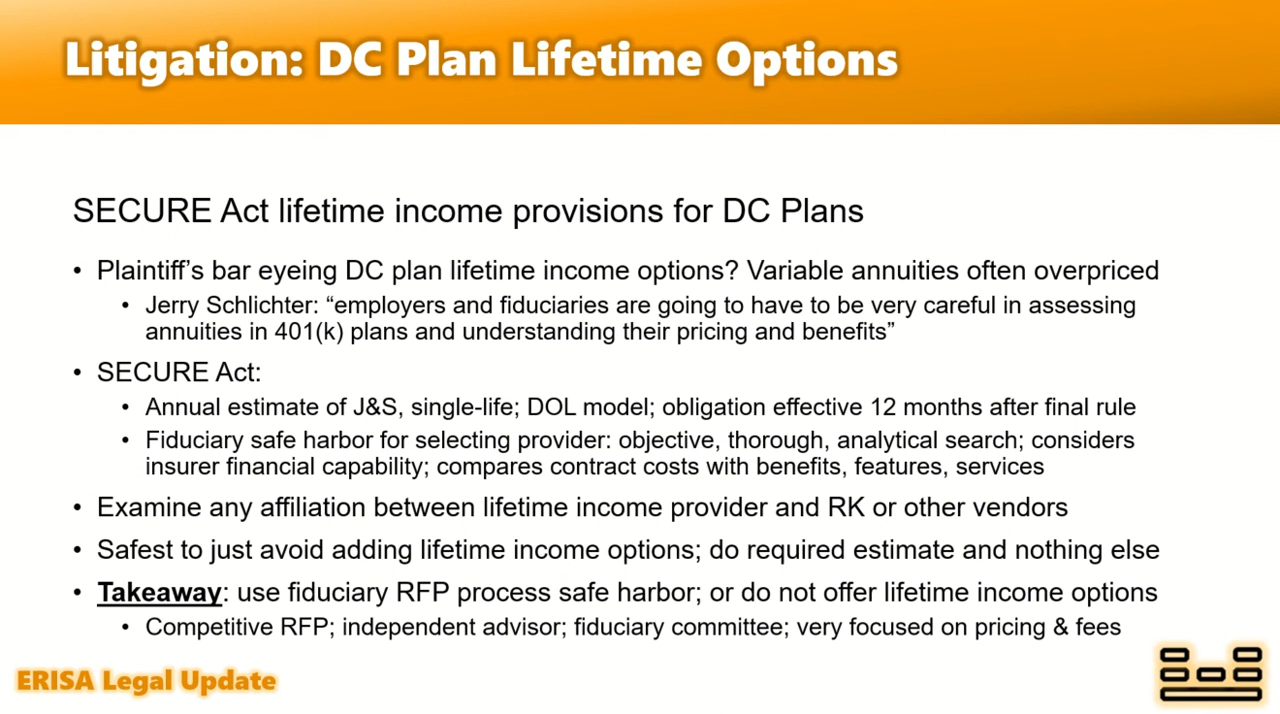 Litigation: DC Plan Lifetime Options
SECURE Act lifetime income provisions for DC Plans
• Plaintiff’s bar eyeing DC plan lifetime income options? Variable annuities often overpriced
• Jerry Schlichter: “employers and fiduciaries are going to have to be very careful in assessing
annuities in 401(k) plans and understanding their pricing and benefits”
• SECURE Act:
• Annual estimate of J&S, single-life; DOL model; obligation effective 12 months after final rule
• Fiduciary safe harbor for selecting provider: objective, thorough, analytical search; considers
insurer financial capability; compares contract costs with benefits, features, services
• Examine any affiliation between lifetime income provider and RK or other vendors
• Safest to just avoid adding lifetime income options; do required estimate and nothing else
• Takeaway: use fiduciary RFP process safe harbor; or do not offer lifetime income options
• Competitive RFP; independent advisor; fiduciary committee; very focused on pricing & fees
ERISA Legal Update